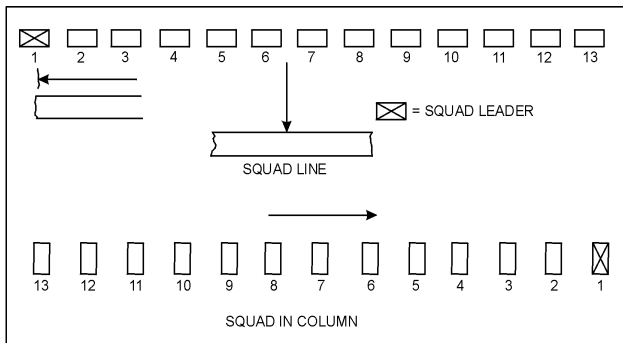 1 2 3 4 5 6 7 8 9 10 11 12 13
= SQUAD LEADER
SQUAD LINE
13 12 11 10 9 8 7 6 5 4 3 2 1
SQUAD IN COLUMN